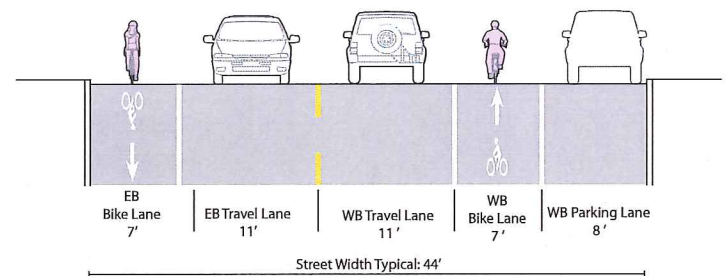 EB
Bike Lane
7'
EB Travel Lane
11'
WB Travel Lane
11 '
WB
Bike Lane
7 '
WB Parking Lane
8 '
Street Width Typical: 44'